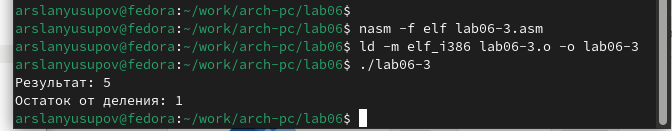 arslanyusupov@fedora:~/work/arch-pc/lab06$
arslanyusupov@fedora:~/work/arch-pc/lab06$ nasm -f elf lab06-3.asm
arslanyusupov@fedora:~/work/arch-pc/lab06$ ld -m elf_i386 lab06-3.o -o lab06-3
arslanyusupov@fedora:~/work/arch-pc/lab06$ ./lab06-3
Результат: 5
Остаток от деления: 1
arslanyusupov@fedora:~/work/arch-pc/lab06$